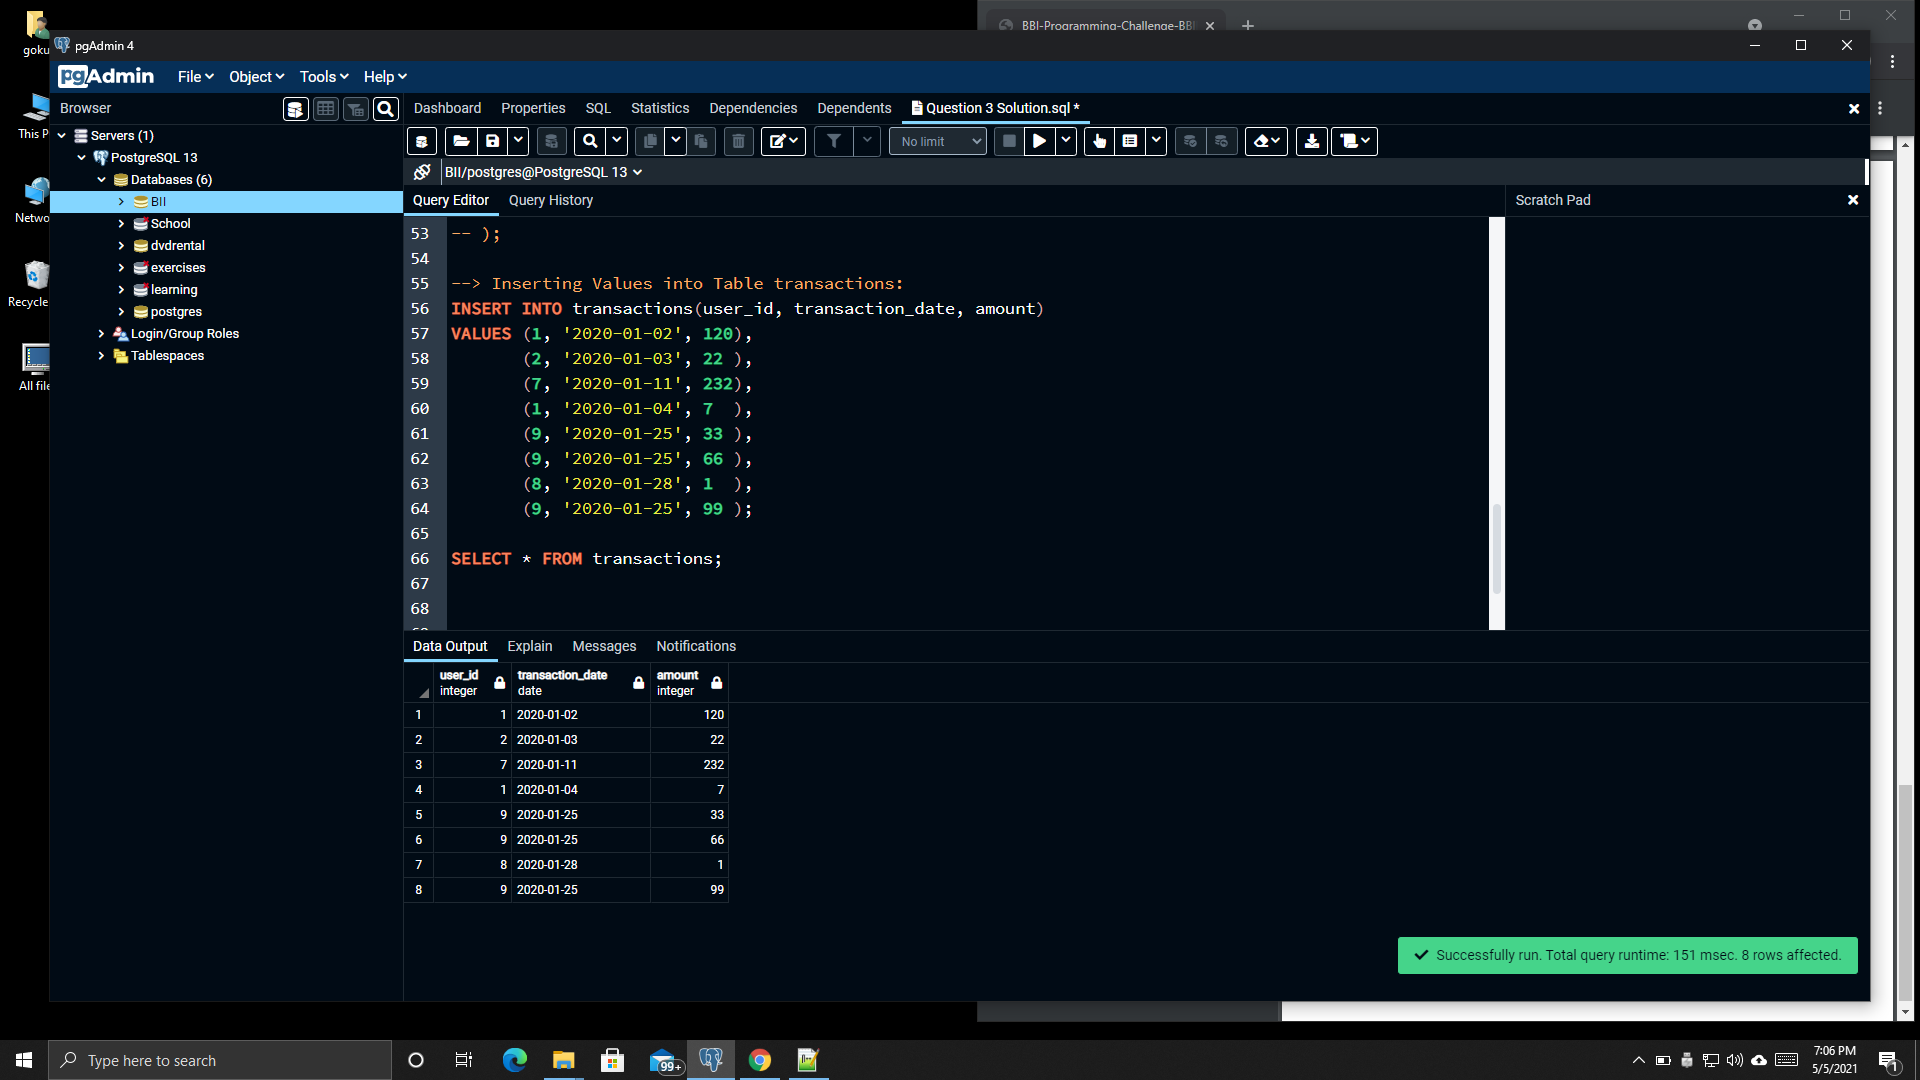 BBI-Programming-Challenge-BBI
goku
This P
Netwo
Recycle
All file
pgAdmin 4
pgAdmin File Object Tools Help
Browser
Servers (1)
PostgreSQL 13
Databases (6)
BII
School
dvdrental
exercises
learning
postgres
Login/Group Roles
Tablespaces
Dashboard Properties SQL Statistics Dependencies Dependents Question 3 Solution.sql *
No limit
BII/postgres@PostgreSQL 13
Query Editor Query History
Scratch Pad
53 -- );
54
55 --> Inserting Values into Table transactions:
56 INSERT INTO transactions(user_id, transaction_date, amount)
57 VALUES (1, '2020-01-02', 120),
58 (2, '2020-01-03', 22 ),
59 (7, '2020-01-11', 232),
60 (1, '2020-01-04', 7 ),
61 (9, '2020-01-25', 33 ),
62 (9, '2020-01-25', 66 ),
63 (8, '2020-01-28', 1 ),
64 (9, '2020-01-25', 99 );
65
66 SELECT * FROM transactions;
67
68
Data Output Explain Messages Notifications
user_id transaction_date amount
integer date integer
1 1 2020-01-02 120
2 2 2020-01-03 22
3 7 2020-01-11 232
4 1 2020-01-04 7
5 9 2020-01-25 33
6 9 2020-01-25 66
7 8 2020-01-28 1
8 9 2020-01-25 99
Successfully run. Total query runtime: 151 msec. 8 rows affected.
Type here to search
99+
7:06 PM
5/5/2021
1